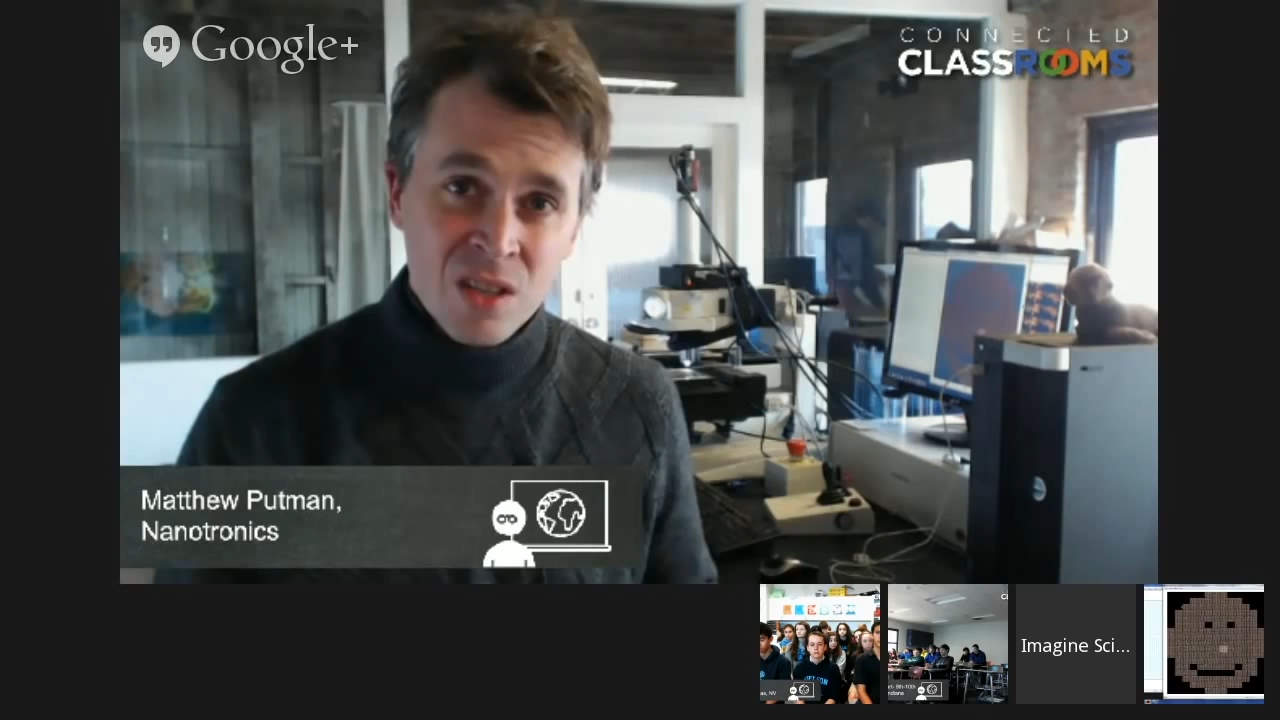 Google+
CONNECTED
CLASSROOMS
Matthew Putman,
Nanotronics
Imagine Sci...